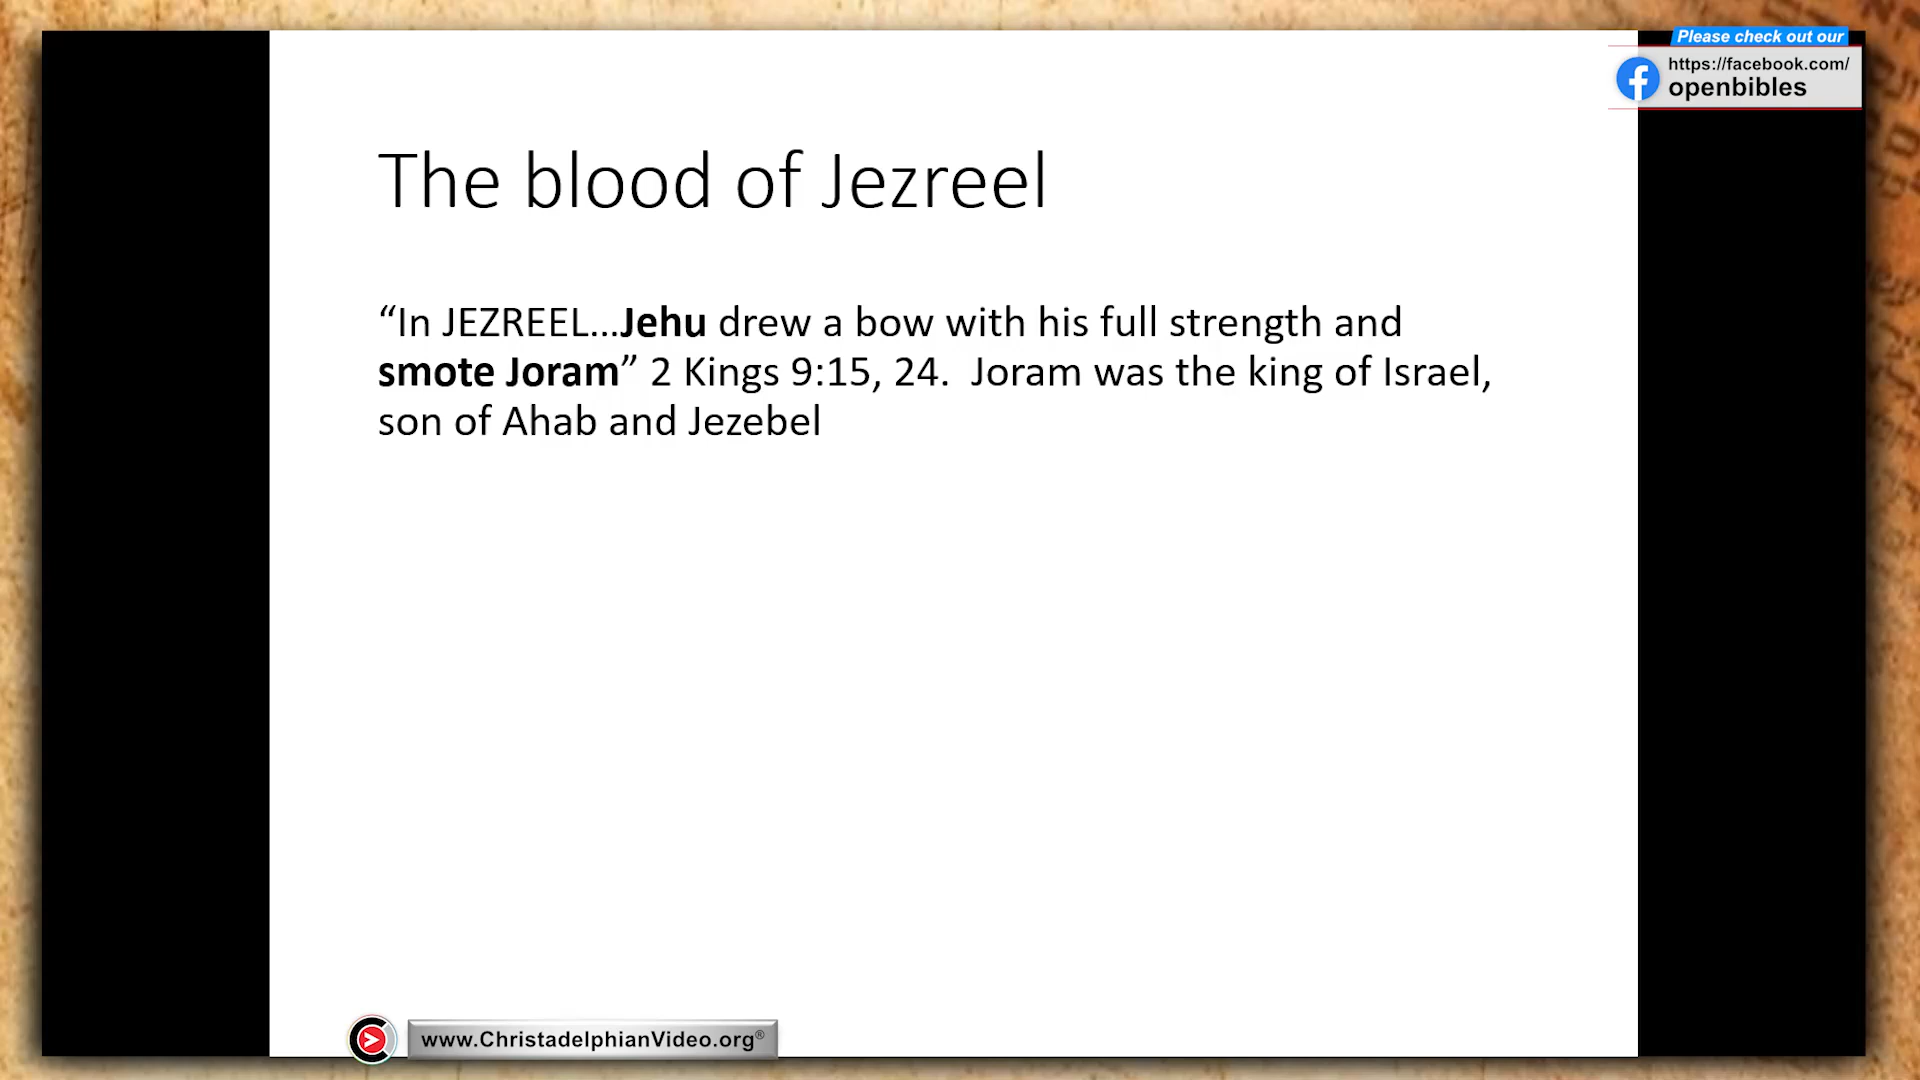 Please check out our
https://facebook.com/
openbibles
The blood of Jezreel
“In JEZREEL...Jehu drew a bow with his full strength and
smote Joram” 2 Kings 9:15, 24.  Joram was the king of Israel,
son of Ahab and Jezebel
www.ChristadelphianVideo.org®